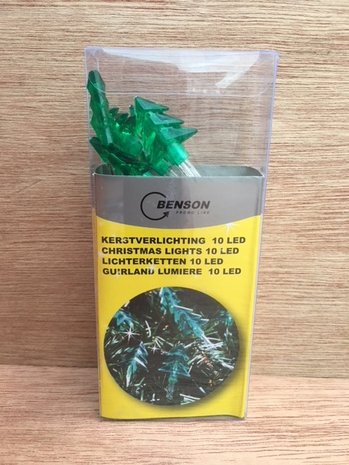 BENSON
PROMO LINE
KERSTVERLICHTING 10 LED
CHRISTMAS LIGHTS 10 LED
LICHTERKETTEN 10 LED
GUIRLAND LUMIERE 10 LED